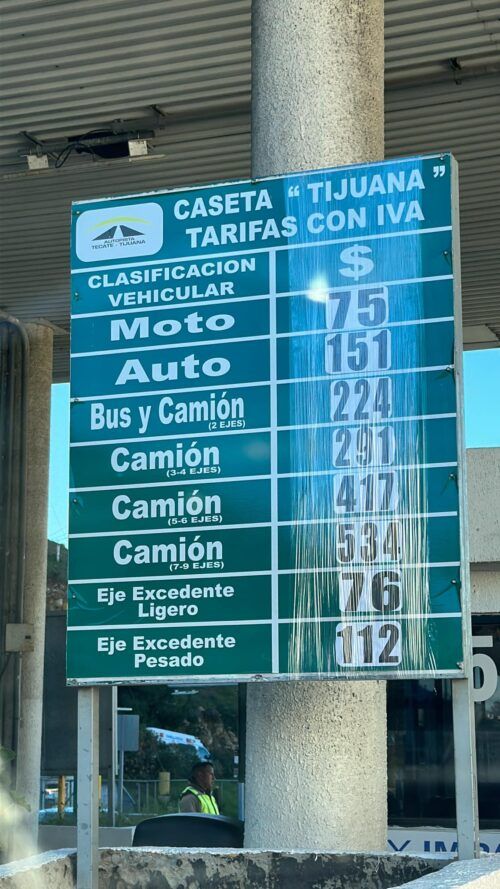 CASETA “ TIJUANA ”
TARIFAS CON IVA
AUTOPISTA
TECATE - TIJUANA
CLASIFICACION
VEHICULAR
$
Moto 75
Auto 151
Bus y Camión 224
(2 EJES)
Camión 291
(3-4 EJES)
Camión 417
(5-6 EJES)
Camión 534
(7-9 EJES)
Eje Excedente
Ligero
76
Eje Excedente
Pesado
112
5